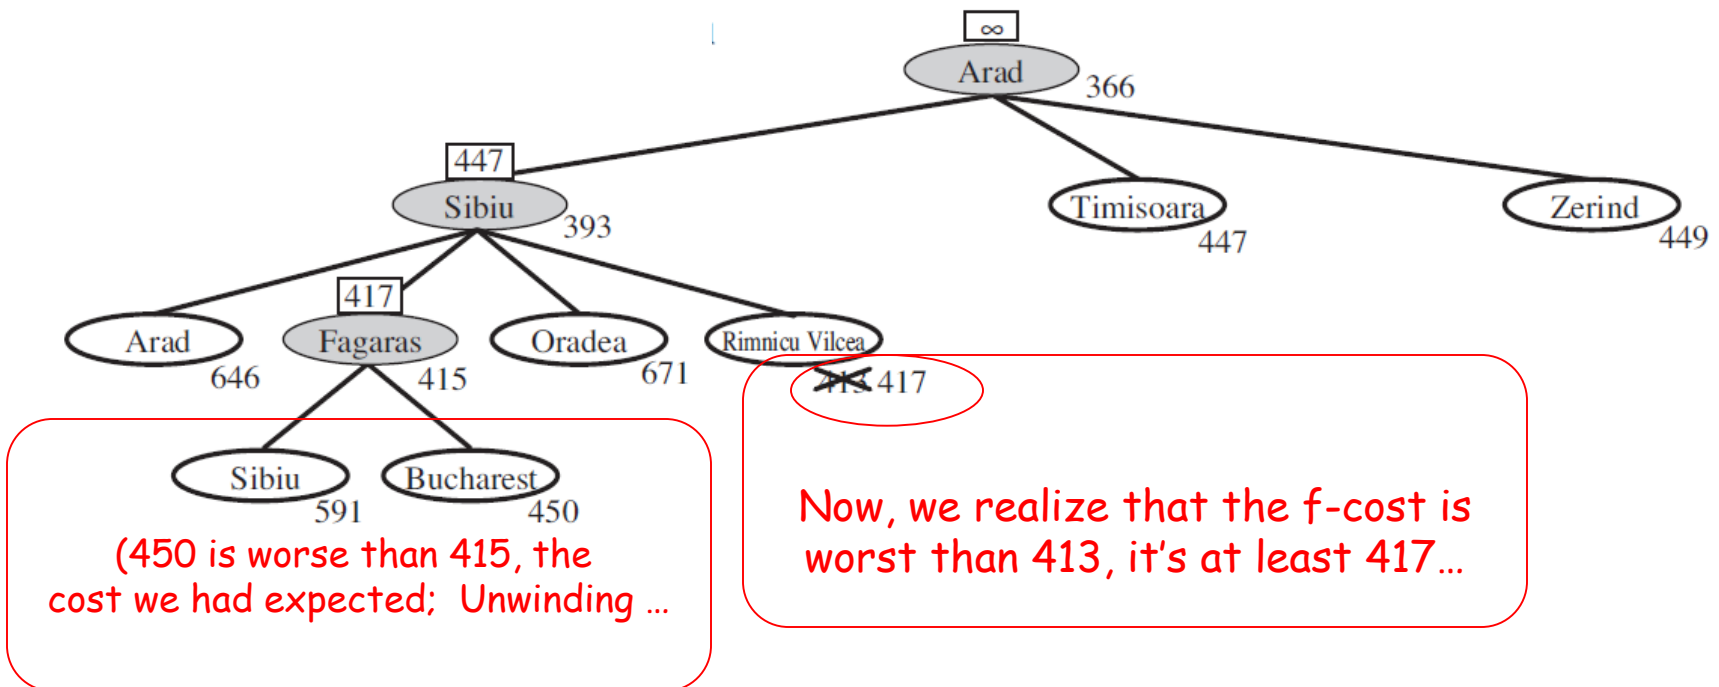 ∞
Arad
366
447
Sibiu
393
Timisoara
447
Zerind
449
417
Arad
646
Fagaras
415
Oradea
671
Rimnicu Vilcea
413 417
Sibiu
591
Bucharest
450
(450 is worse than 415, the
cost we had expected; Unwinding ...
Now, we realize that the f-cost is
worst than 413, it's at least 417...